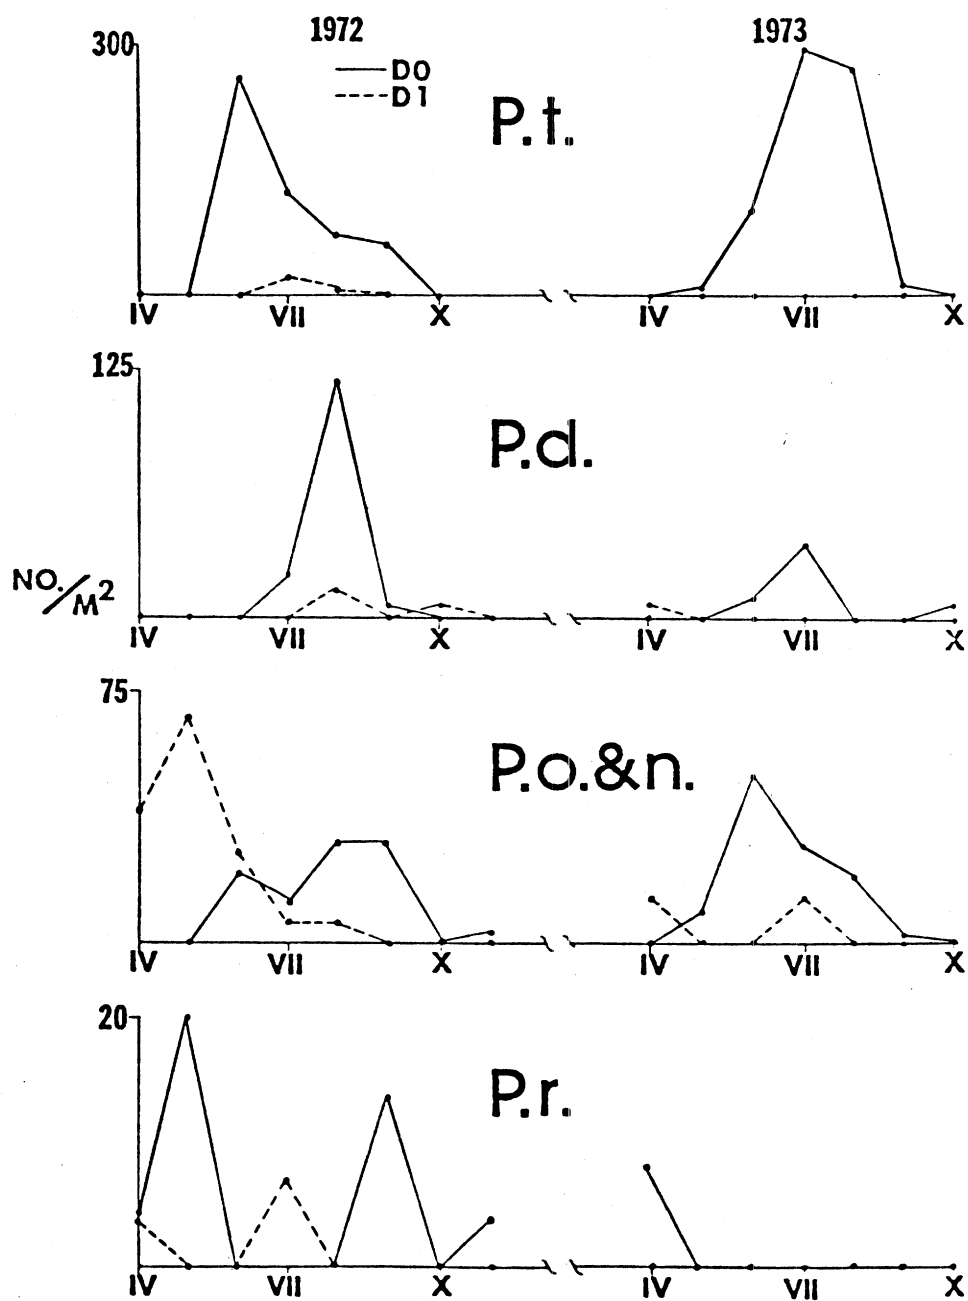 1972 1973
300
DO
D1
P.t.
IV VII X IV VII X
125
P.d.
NO./M²
IV VII X IV VII X
75
P.o.&n.
IV VII X IV VII X
20
P.r.
IV VII X IV VII X